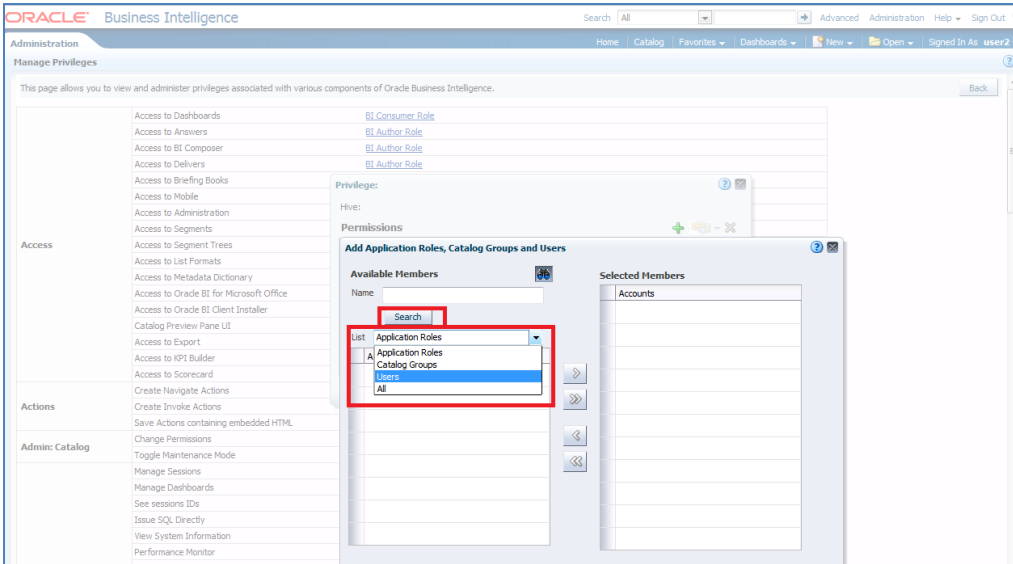 ORACLE Business Intelligence
Search All Advanced Administration Help Sign Out
Administration
Home Catalog Favorites Dashboards New Open Signed In As user2
Manage Privileges
This page allows you to view and administer privileges associated with various components of Oracle Business Intelligence.
Back
Access to Dashboards BI Consumer Role
Access to Answers BI Author Role
Access to BI Composer BI Author Role
Access to Delivers BI Author Role
Access to Briefing Books
Access to Mobile
Access to Administration
Access to Segments
Access
Access to Segment Trees
Access to List Formats
Access to Metadata Dictionary
Access to Oracle BI for Microsoft Office
Access to Oracle BI Client Installer
Catalog Preview Pane UI
Access to Export
Access to KPI Builder
Access to Scorecard
Actions
Create Navigate Actions
Create Invoke Actions
Save Actions containing embedded HTML
Admin: Catalog
Change Permissions
Toggle Maintenance Mode
Manage Sessions
Manage Dashboards
See sessions IDs
Issue SQL Directly
View System Information
Performance Monitor
Privilege:
Hive:
Permissions
Add Application Roles, Catalog Groups and Users
Available Members
Name
Search
List Application Roles
Application Roles
Catalog Groups
Users
All
A
Selected Members
Accounts